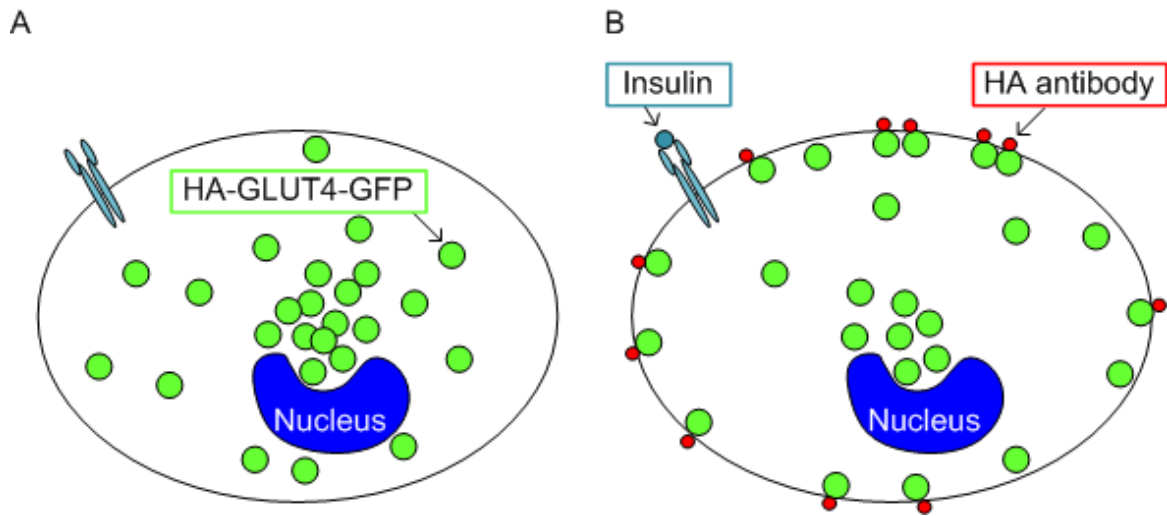 A
B
Insulin
HA antibody
HA-GLUT4-GFP
Nucleus
Nucleus